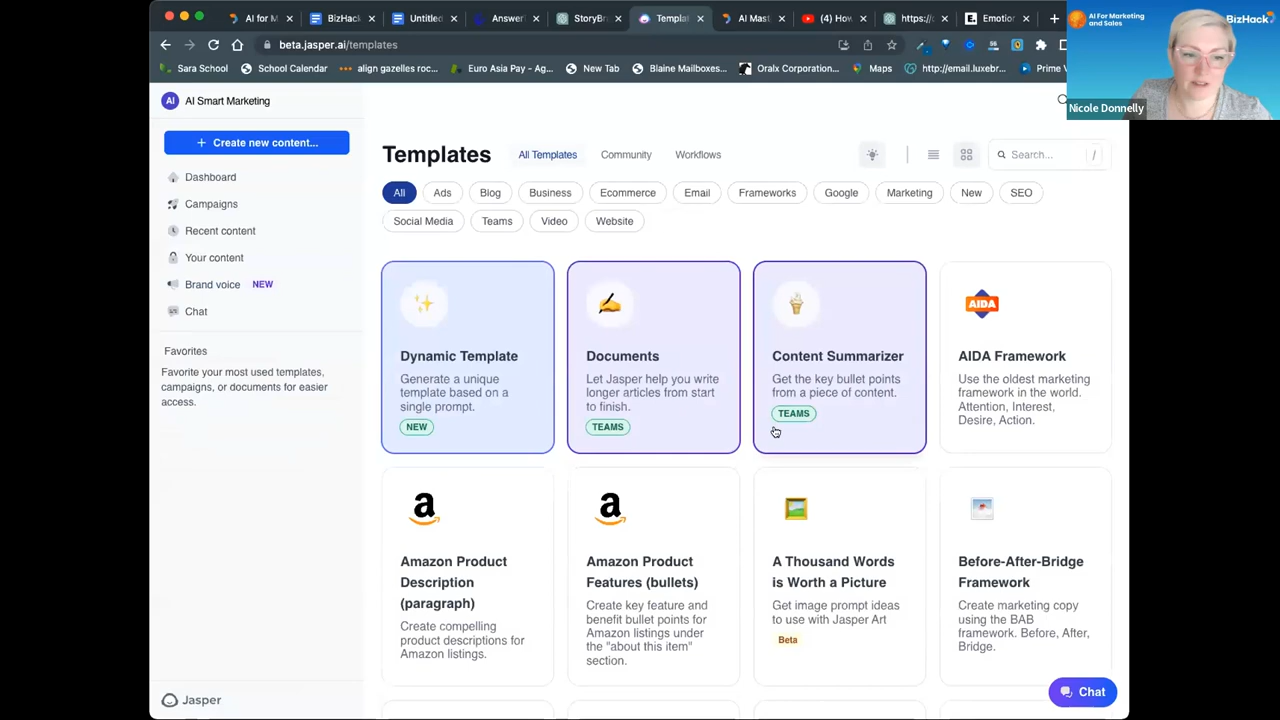 AI for M
BizHack
Untitled
Answer
StoryBra
Templat
AI Mast
(4) How
https://c
Emotion
AI For Marketing
and Sales
BizHack
beta.jasper.ai/templates
Sara School
School Calendar
align gazelles roc...
Euro Asia Pay - Ag...
New Tab
Blaine Mailboxes...
Oralx Corporation...
Maps
http://email.luxebr...
Prime V
Nicole Donnelly
AI
AI Smart Marketing
+ Create new content...
Dashboard
Campaigns
Recent content
Your content
Brand voice NEW
Chat
Favorites
Favorite your most used templates,
campaigns, or documents for easier
access.
Jasper
Templates
All Templates
Community
Workflows
Search...
/
All
Ads
Blog
Business
Ecommerce
Email
Frameworks
Google
Marketing
New
SEO
Social Media
Teams
Video
Website
Dynamic Template
Generate a unique
template based on a
single prompt.
NEW
Documents
Let Jasper help you write
longer articles from start
to finish.
TEAMS
Content Summarizer
Get the key bullet points
from a piece of content.
TEAMS
AIDA
AIDA Framework
Use the oldest marketing
framework in the world.
Attention, Interest,
Desire, Action.
a
Amazon Product
Description
(paragraph)
Create compelling
product descriptions for
Amazon listings.
a
Amazon Product
Features (bullets)
Create key feature and
benefit bullet points for
Amazon listings under
the "about this item"
section.
A Thousand Words
is Worth a Picture
Get image prompt ideas
to use with Jasper Art
Beta
Before-After-Bridge
Framework
Create marketing copy
using the BAB
framework. Before, After,
Bridge.
Chat